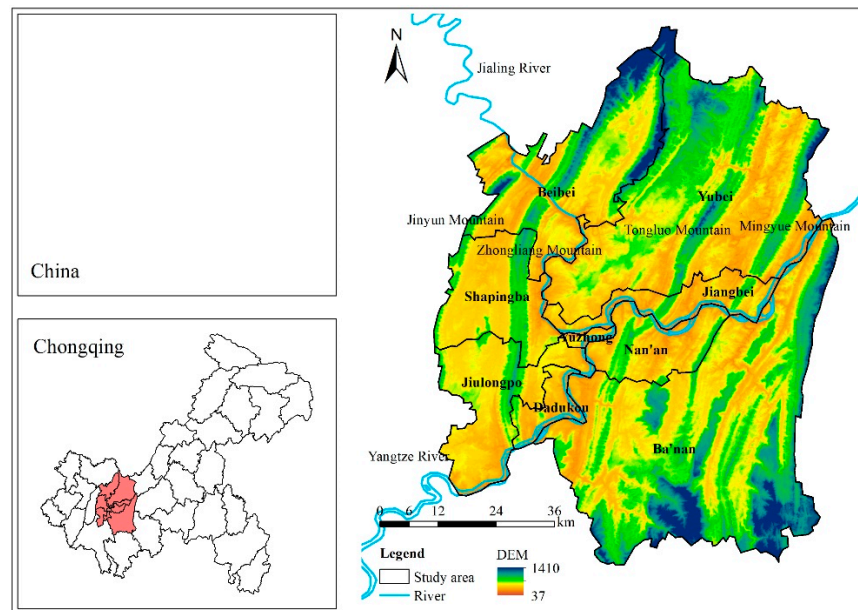 China
Chongqing
N
Jialing River
Beibei
Yubei
Jinyun Mountain
Tongluo Mountain
Mingyue Mountain
Zhongliang Mountain
Shapingba
Jiangbei
Yuzhong
Nan'an
Jiulongpo
Dadukou
Ba'nan
Yangtze River
0 6 12 24 36
km
Legend
Study area
River
DEM
1410
37